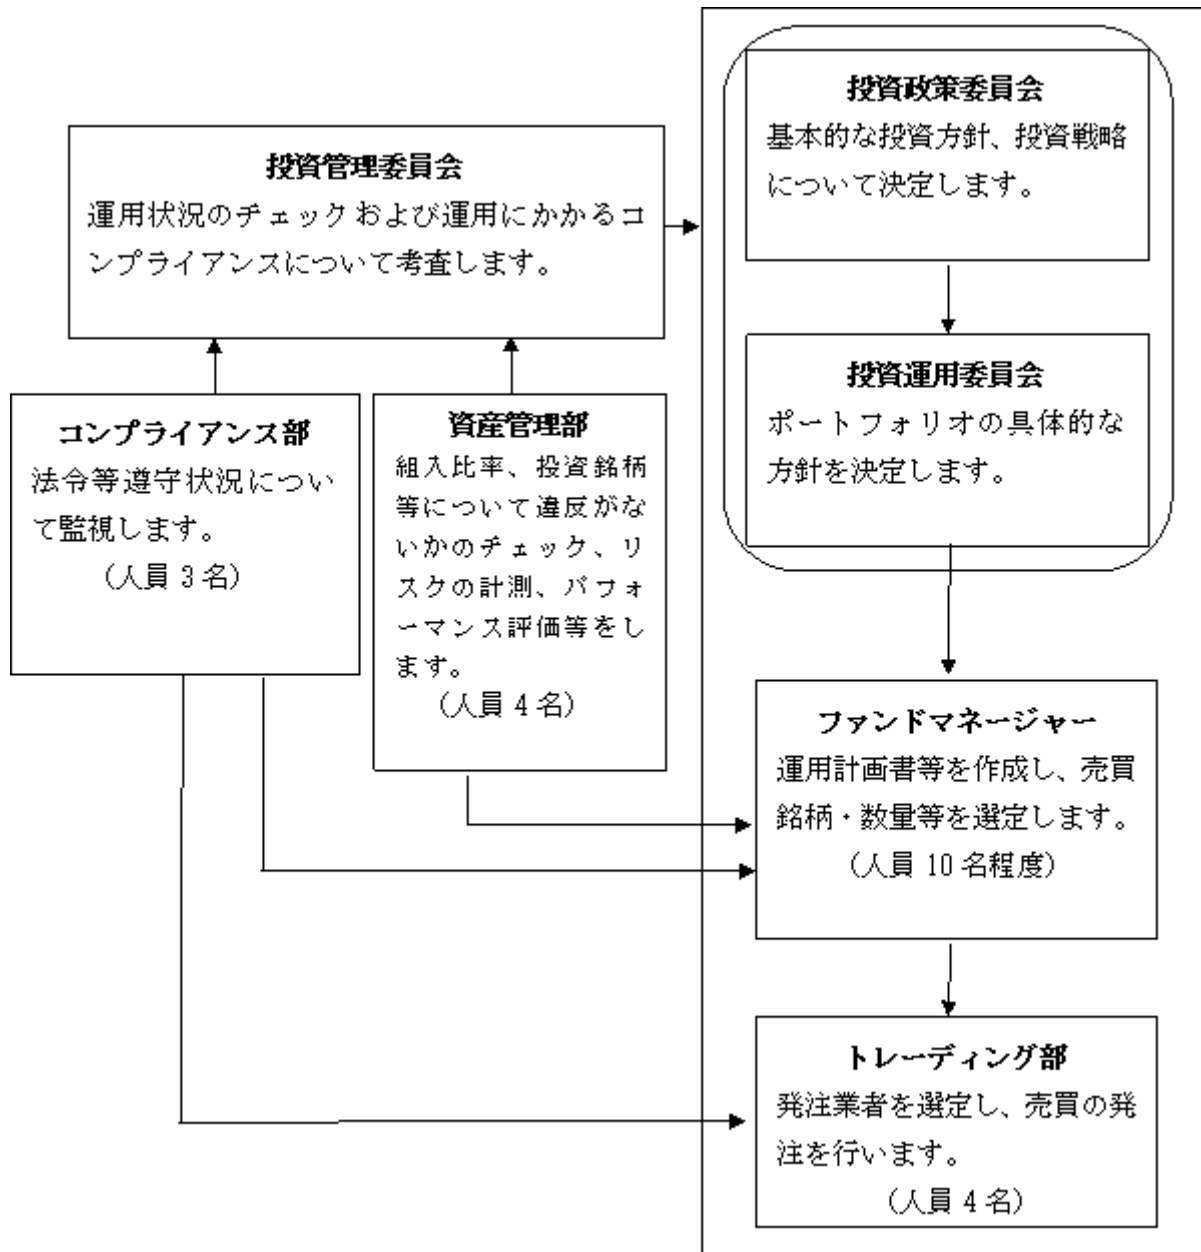 投資政策委員会
基本的な投資方針、投資戦略
について決定します。
投資管理委員会
運用状況のチェックおよび運用にかかるコ
ンプライアンスについて考査します。
投資運用委員会
ポートフォリオの具体的な
方針を決定します。
コンプライアンス部
法令等遵守状況につい
て監視します。
（人員 3 名）
資産管理部
組入比率、投資銘柄
等について違反がな
いかのチェック、リ
スクの計測、パフォ
ーマンス評価等をし
ます。
（人員 4 名）
ファンドマネージャー
運用計画書等を作成し、売買
銘柄・数量等を選定します。
（人員 10 名程度）
トレーディング部
発注業者を選定し、売買の発
注を行います。
（人員 4 名）